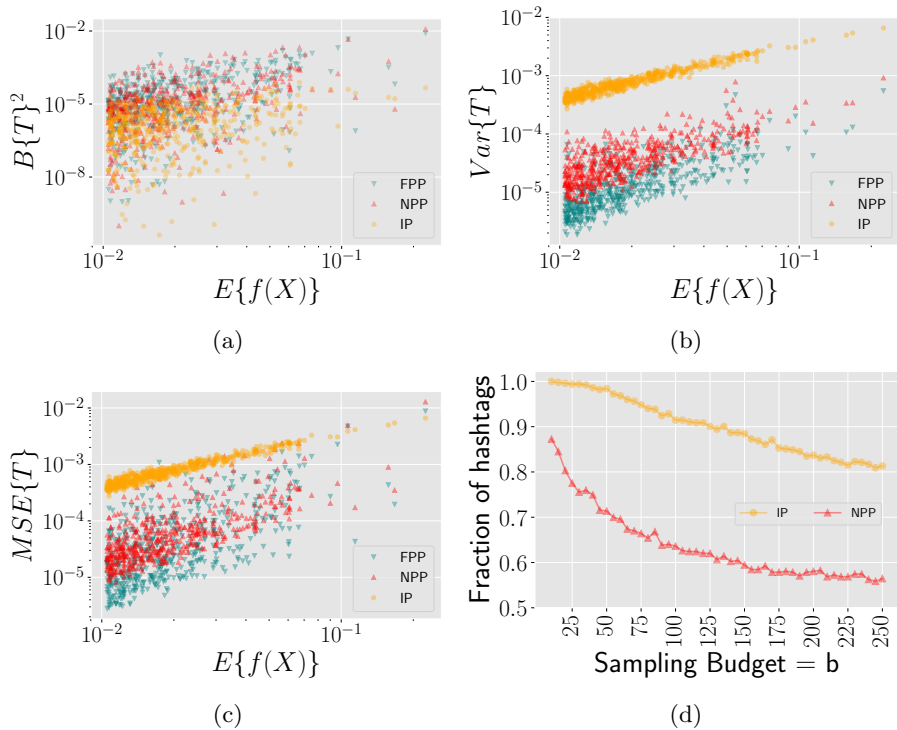 10^{-2}
10^{-5}
10^{-8}
B{T}^2
FPP
NPP
IP
10^{-2} 10^{-1}
E{f(X)}
(a)
10^{-2}
10^{-3}
10^{-4}
10^{-5}
Var{T}
FPP
NPP
IP
10^{-2} 10^{-1}
E{f(X)}
(b)
10^{-2}
10^{-3}
10^{-4}
10^{-5}
MSE{T}
FPP
NPP
IP
10^{-2} 10^{-1}
E{f(X)}
(c)
1.0
0.9
0.8
0.7
0.6
0.5
Fraction of hashtags
IP NPP
25 50 75 100 125 150 175 200 225 250
Sampling Budget = b
(d)